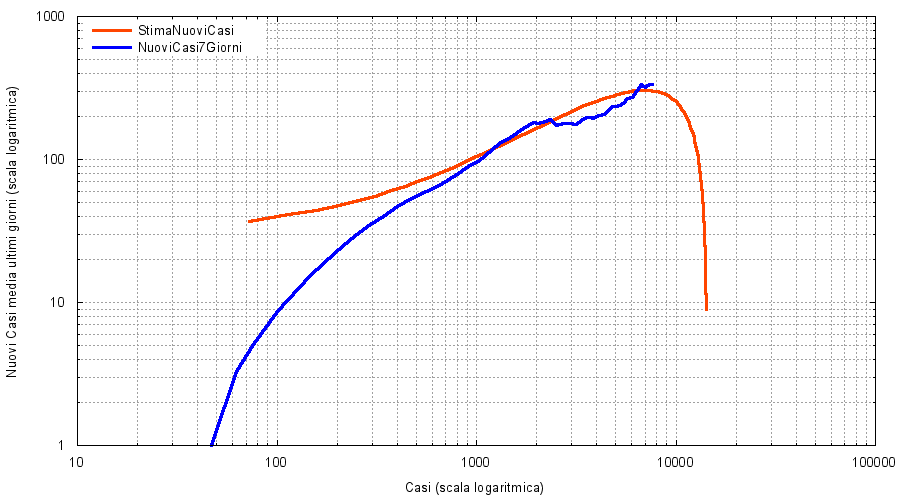 1000
StimaNuoviCasi
NuoviCasi7Giorni
100
10
1
10 100 1000 10000 100000
Nuovi Casi media ultimi giorni (scala logaritmica)
Casi (scala logaritmica)